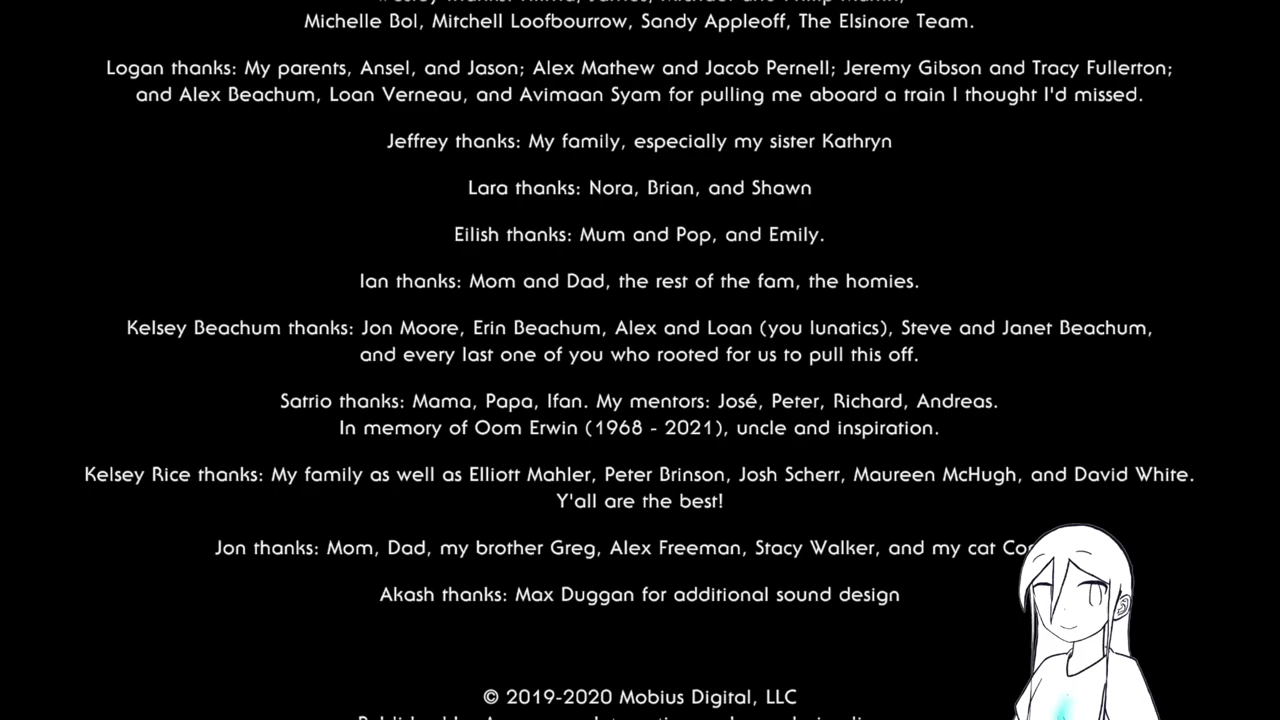 Michelle Bol, Mitchell Loofbourrow, Sandy Appleoff, The Elsinore Team.
Logan thanks: My parents, Ansel, and Jason; Alex Mathew and Jacob Pernell; Jeremy Gibson and Tracy Fullerton;
and Alex Beachum, Loan Verneau, and Avimaan Syam for pulling me aboard a train I thought I'd missed.
Jeffrey thanks: My family, especially my sister Kathryn
Lara thanks: Nora, Brian, and Shawn
Eilish thanks: Mum and Pop, and Emily.
Ian thanks: Mom and Dad, the rest of the fam, the homies.
Kelsey Beachum thanks: Jon Moore, Erin Beachum, Alex and Loan (you lunatics), Steve and Janet Beachum,
and every last one of you who rooted for us to pull this off.
Satrio thanks: Mama, Papa, Ifan. My mentors: José, Peter, Richard, Andreas.
In memory of Oom Erwin (1968 - 2021), uncle and inspiration.
Kelsey Rice thanks: My family as well as Elliott Mahler, Peter Brinson, Josh Scherr, Maureen McHugh, and David White.
Y'all are the best!
Jon thanks: Mom, Dad, my brother Greg, Alex Freeman, Stacy Walker, and my cat
Akash thanks: Max Duggan for additional sound design
© 2019-2020 Mobius Digital, LLC